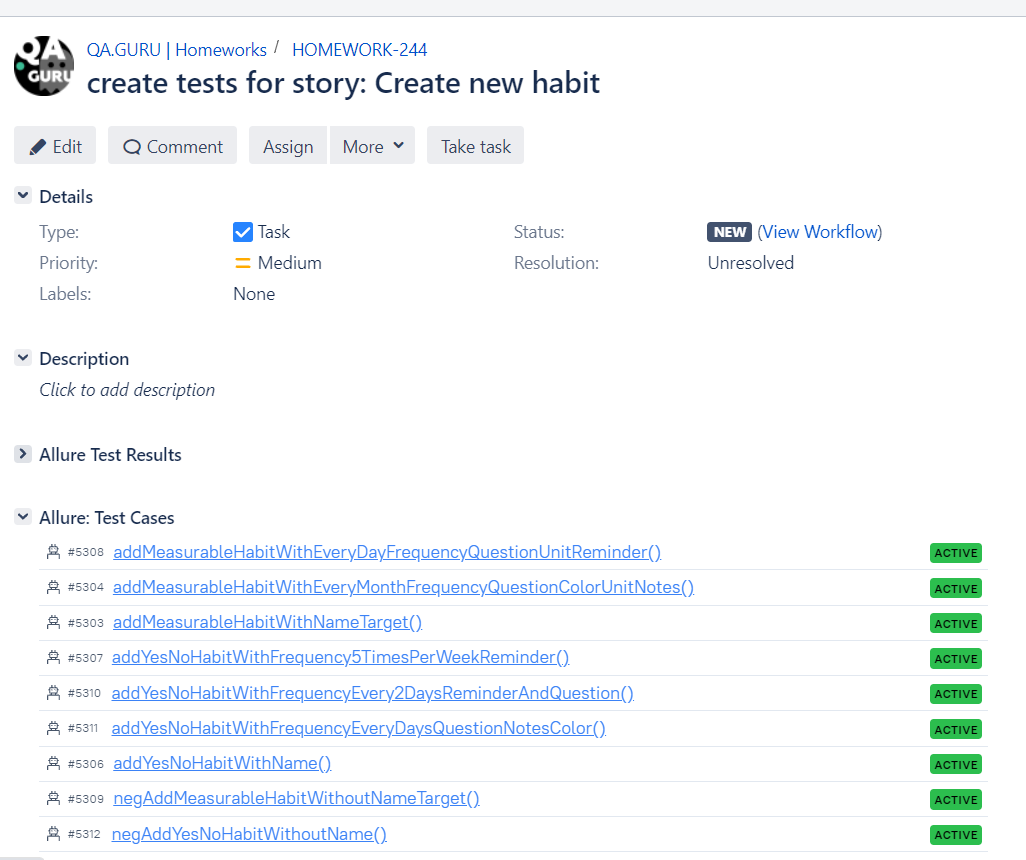 QA GURU
QA.GURU | Homeworks / HOMEWORK-244
create tests for story: Create new habit
Edit Comment Assign More Take task
Details
Type: Task Status: NEW (View Workflow)
Priority: Medium Resolution: Unresolved
Labels: None
Description
Click to add description
Allure Test Results
Allure: Test Cases
#5308 addMeasurableHabitWithEveryDayFrequencyQuestionUnitReminder() ACTIVE
#5304 addMeasurableHabitWithEveryMonthFrequencyQuestionColorUnitNotes() ACTIVE
#5303 addMeasurableHabitWithNameTarget() ACTIVE
#5307 addYesNoHabitWithFrequency5TimesPerWeekReminder() ACTIVE
#5310 addYesNoHabitWithFrequencyEvery2DaysReminderAndQuestion() ACTIVE
#5311 addYesNoHabitWithFrequencyEveryDaysQuestionNotesColor() ACTIVE
#5306 addYesNoHabitWithName() ACTIVE
#5309 negAddMeasurableHabitWithoutNameTarget() ACTIVE
#5312 negAddYesNoHabitWithoutName() ACTIVE